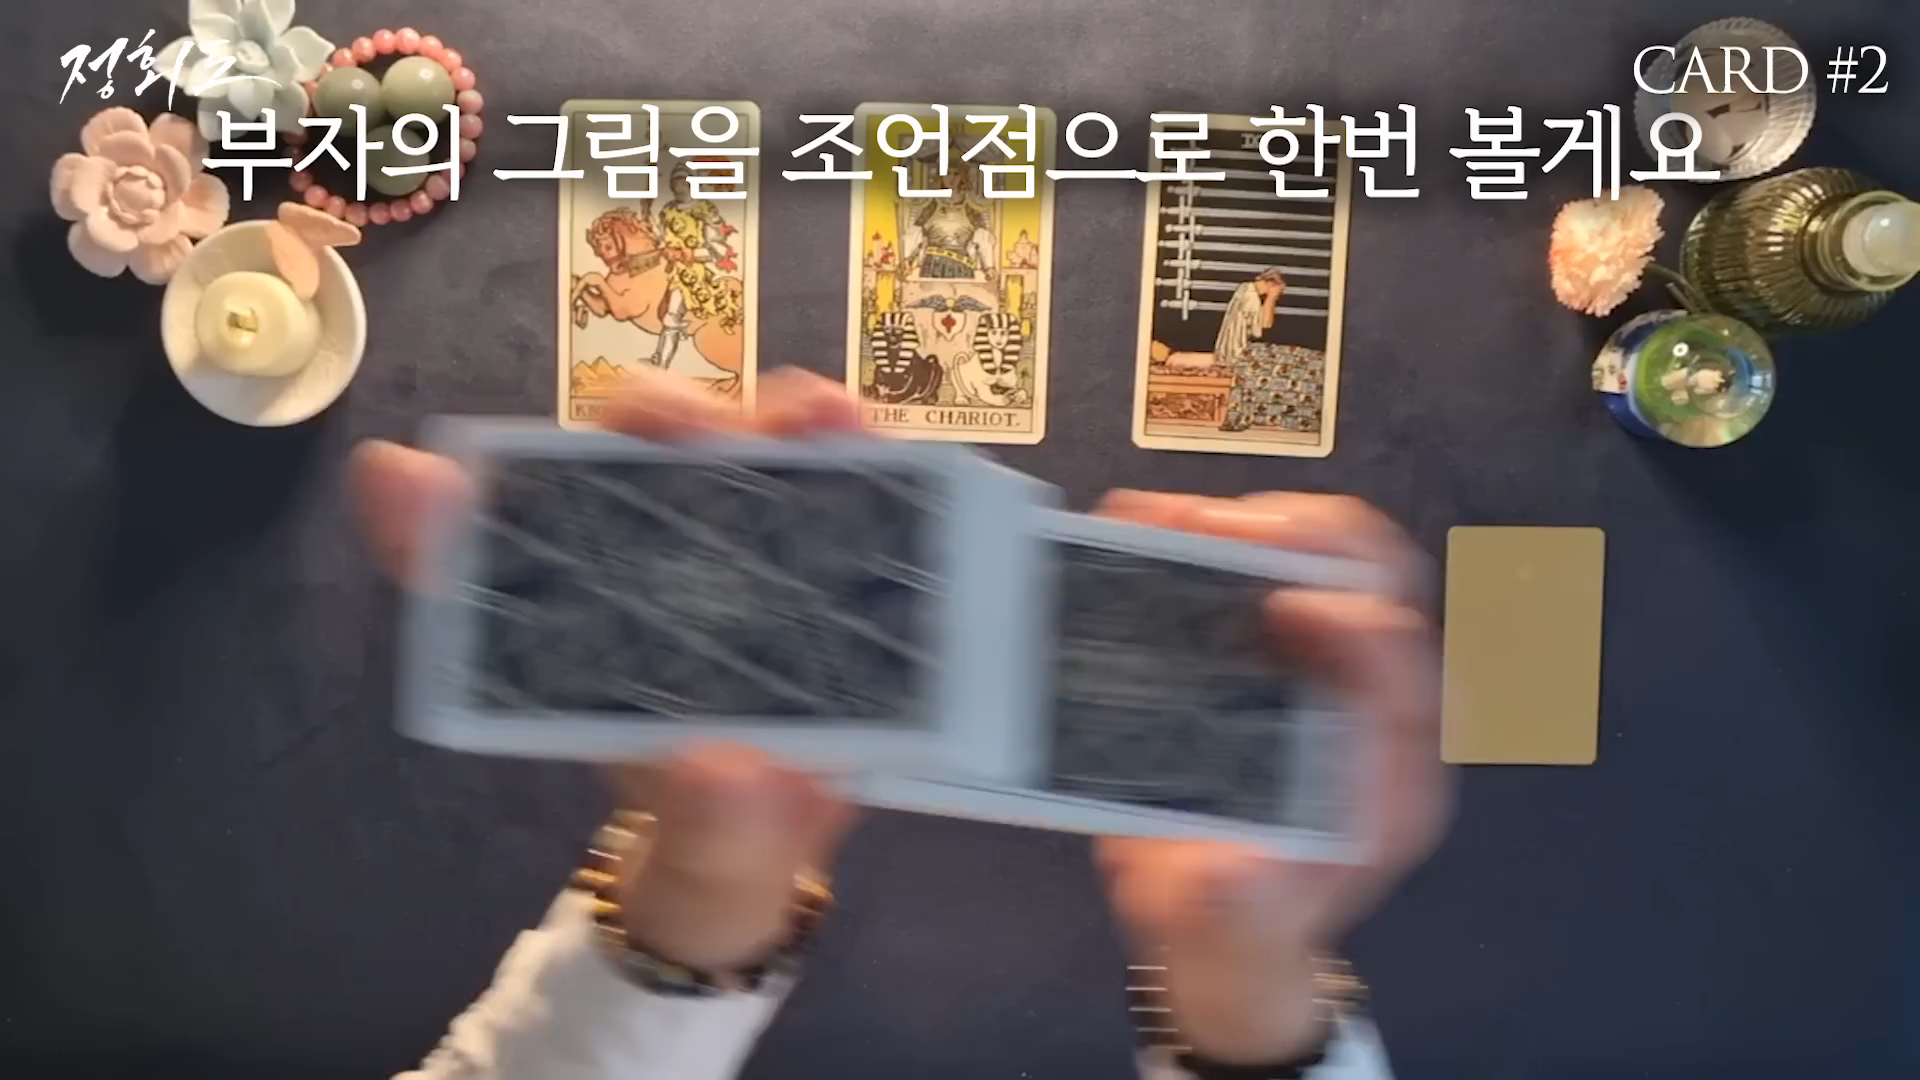 정회도
CARD #2
부자의 그림을 조언점으로 한번 볼게요
THE CHARIOT.